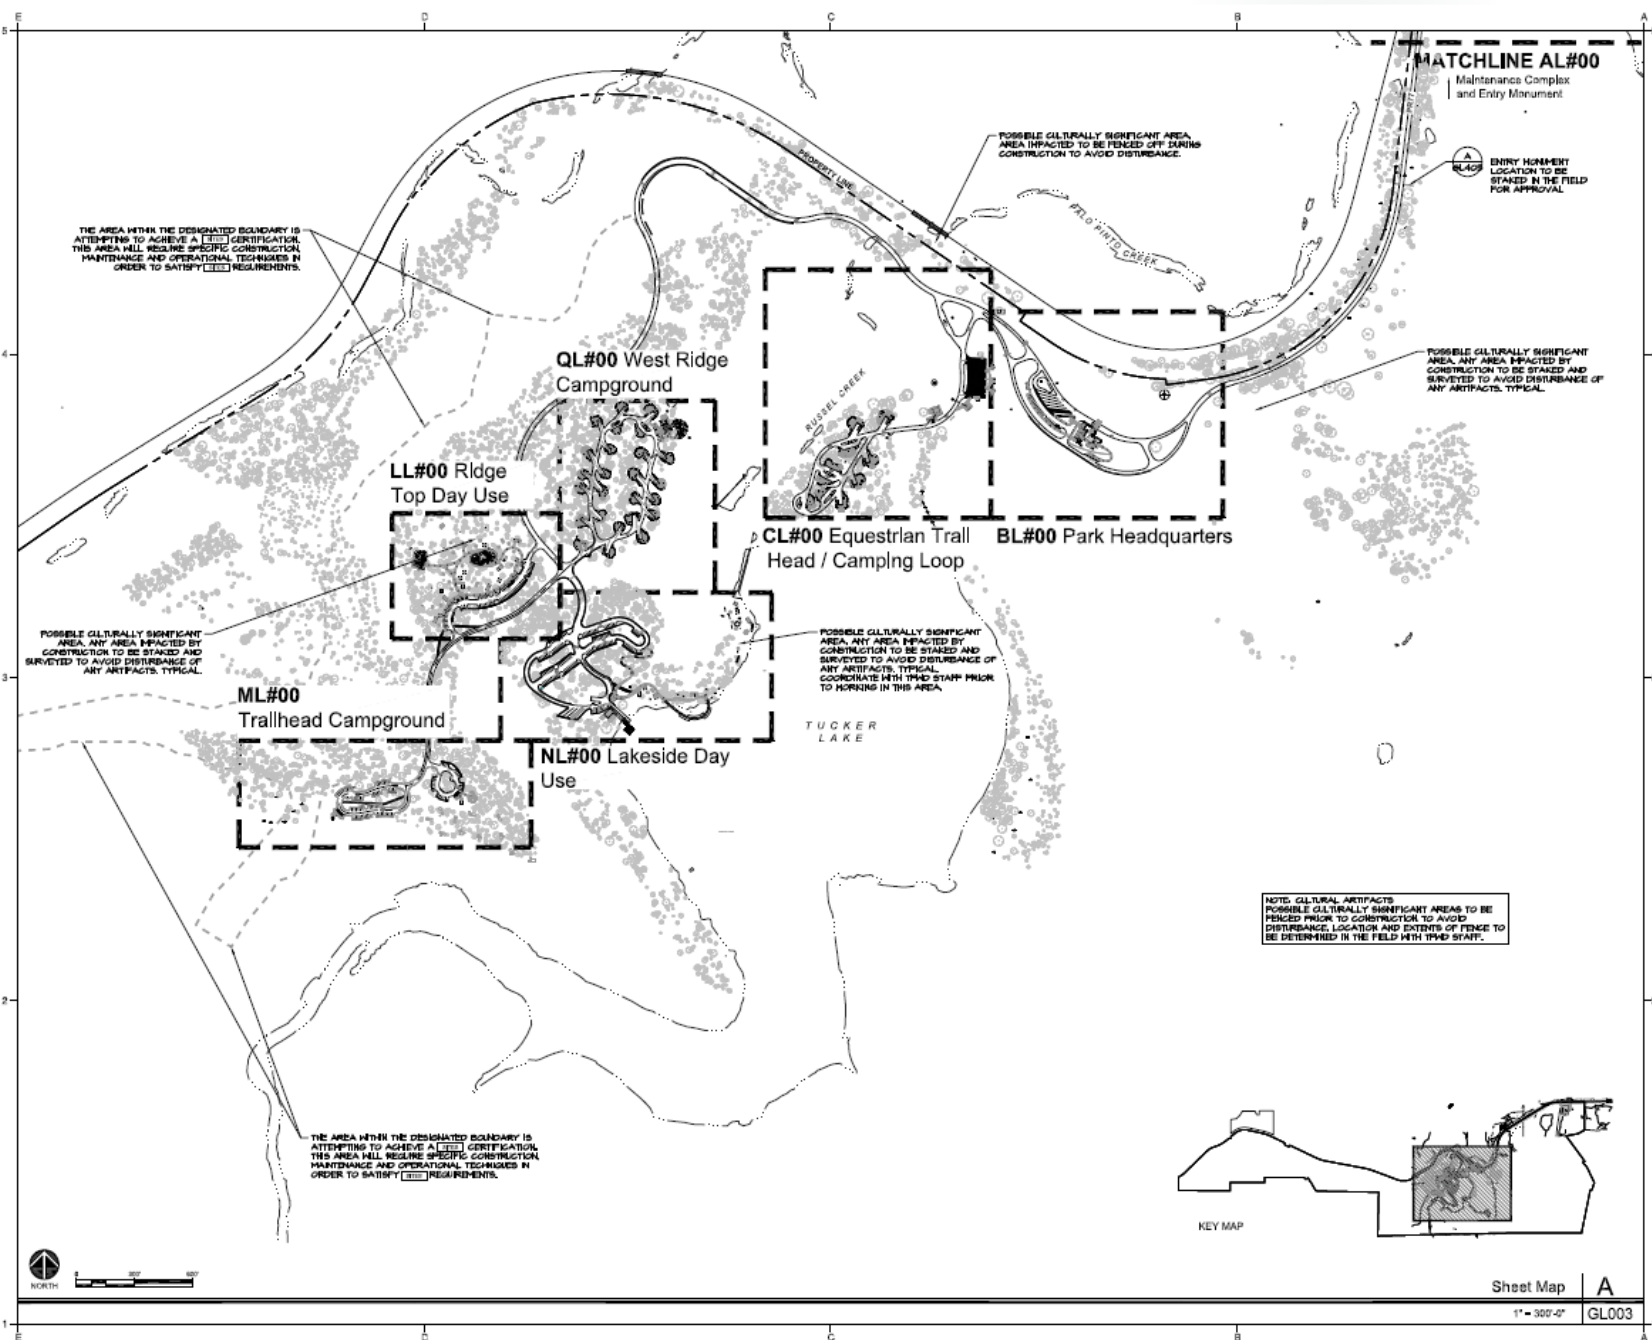 E
D
C
B
A
5
MATCHLINE AL#00
Maintenance Complex
and Entry Monument
POSSIBLE CULTURALLY SIGNIFICANT AREA,
AREA IMPACTED TO BE FENCED OFF DURING
CONSTRUCTION TO AVOID DISTURBANCE.
PROPERTY LINE
A
ENTRY MONUMENT
LOCATION TO BE
STAKED IN THE FIELD
FOR APPROVAL
PALO PINTO
CREEK
THE AREA WITHIN THE DESIGNATED BOUNDARY IS
ATTEMPTING TO ACHIEVE A CERTIFICATION.
THIS AREA WILL REQUIRE SPECIFIC CONSTRUCTION,
MAINTENANCE AND OPERATIONAL TECHNIQUES IN
ORDER TO SATISFY REQUIREMENTS.
4
QL#00 West Ridge
Campground
RUSSEL CREEK
POSSIBLE CULTURALLY SIGNIFICANT
AREA. ANY AREA IMPACTED BY
CONSTRUCTION TO BE STAKED AND
SURVEYED TO AVOID DISTURBANCE OF
ANY ARTIFACTS. TYPICAL.
LL#00 Ridge
Top Day Use
CL#00 Equestrian Trail
Head / Camping Loop
BL#00 Park Headquarters
POSSIBLE CULTURALLY SIGNIFICANT
AREA. ANY AREA IMPACTED BY
CONSTRUCTION TO BE STAKED AND
SURVEYED TO AVOID DISTURBANCE OF
ANY ARTIFACTS. TYPICAL.
POSSIBLE CULTURALLY SIGNIFICANT
AREA. ANY AREA IMPACTED BY
CONSTRUCTION TO BE STAKED AND
SURVEYED TO AVOID DISTURBANCE OF
ANY ARTIFACTS. TYPICAL.
COORDINATE WITH TPWD STAFF PRIOR
TO WORKING IN THIS AREA.
3
ML#00
Trailhead Campground
TUCKER
LAKE
NL#00 Lakeside Day
Use
NOTE: CULTURAL ARTIFACTS
POSSIBLE CULTURALLY SIGNIFICANT AREAS TO BE
FENCED PRIOR TO CONSTRUCTION TO AVOID
DISTURBANCE. LOCATION AND EXTENTS OF FENCE TO
BE DETERMINED IN THE FIELD WITH TPWD STAFF.
2
THE AREA WITHIN THE DESIGNATED BOUNDARY IS
ATTEMPTING TO ACHIEVE A CERTIFICATION.
THIS AREA WILL REQUIRE SPECIFIC CONSTRUCTION,
MAINTENANCE AND OPERATIONAL TECHNIQUES IN
ORDER TO SATISFY REQUIREMENTS.
KEY MAP
NORTH
0 300' 600'
Sheet Map
A
1" = 300'-0"
GL003
1
E
D
C
B
A